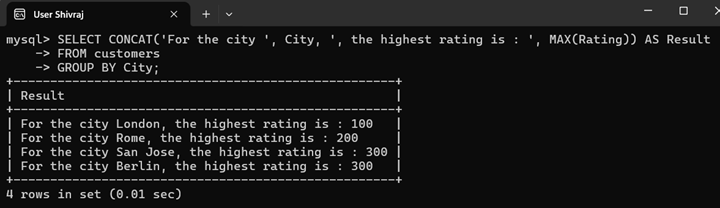 User Shivraj
mysql> SELECT CONCAT('For the city ', City, ', the highest rating is : ', MAX(Rating)) AS Result
    -> FROM customers
    -> GROUP BY City;
+--------------------------------------------------+
| Result                                           |
+--------------------------------------------------+
| For the city London, the highest rating is : 100   |
| For the city Rome, the highest rating is : 200     |
| For the city San Jose, the highest rating is : 300 |
| For the city Berlin, the highest rating is : 300   |
+--------------------------------------------------+
4 rows in set (0.01 sec)